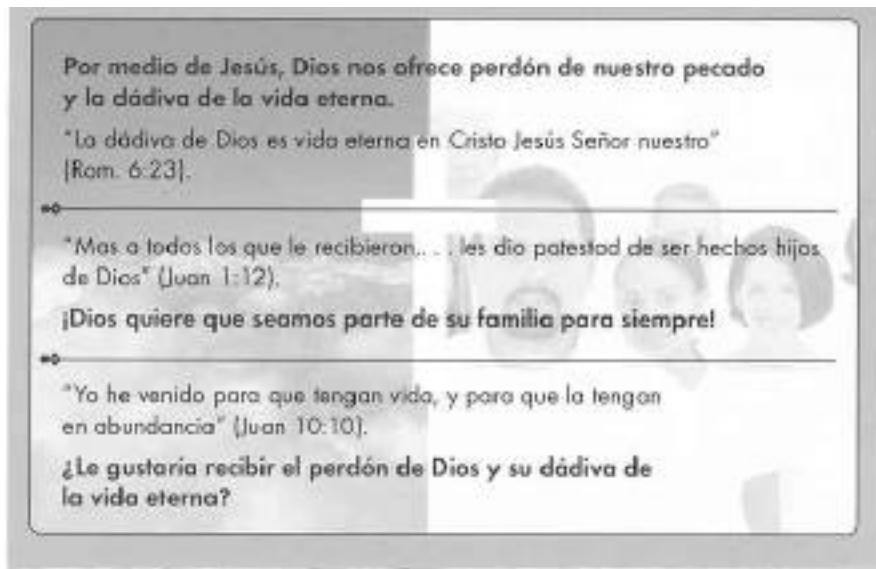 Por medio de Jesús, Dios nos ofrece perdón de nuestro pecado
y la dádiva de la vida eterna.
"La dádiva de Dios es vida eterna en Cristo Jesús Señor nuestro"
(Rom. 6:23).
"Mas a todos los que le recibieron. . . les dio potestad de ser hechos hijos
de Dios" (Juan 1:12).
¡Dios quiere que seamos parte de su familia para siempre!
"Yo he venido para que tengan vida, y para que la tengan
en abundancia" (Juan 10:10).
¿Le gustaría recibir el perdón de Dios y su dádiva de
la vida eterna?